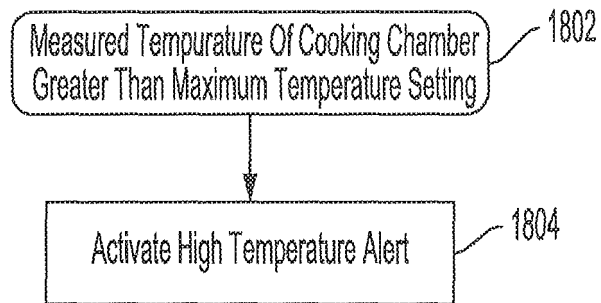 Measured Tempurature Of Cooking Chamber
Greater Than Maximum Temperature Setting
1802
Activate High Temperature Alert
1804